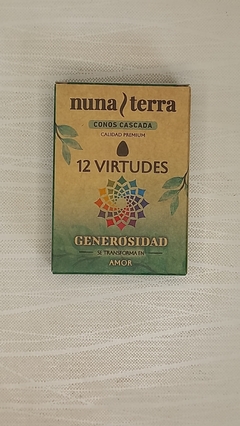 nuna terra
CONOS CASCADA
CALIDAD PREMIUM
12 VIRTUDES
GENEROSIDAD
SE TRANSFORMA EN
AMOR